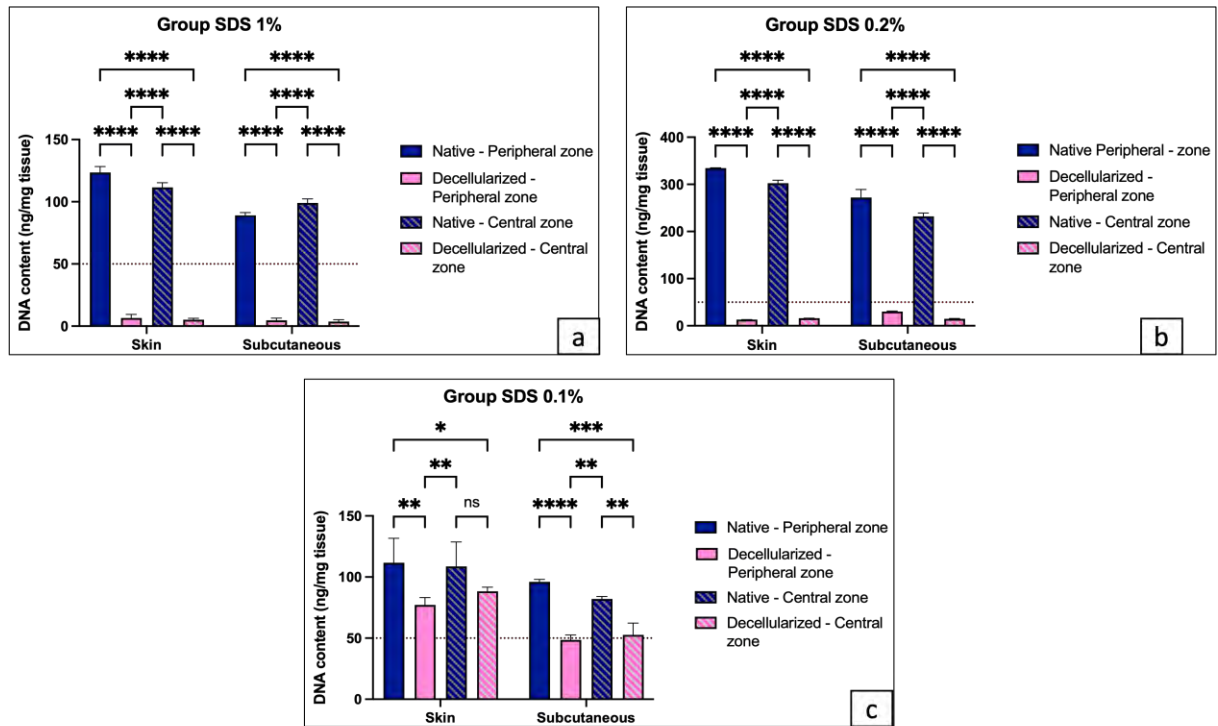 Group SDS 1%
****
****
****
****
****
****
****
****
DNA content (ng/mg tissue)
150
100
50
0
Skin
Subcutaneous
Native - Peripheral zone
Decellularized -
Peripheral zone
Native - Central zone
Decellularized - Central
zone
a
Group SDS 0.2%
****
****
****
****
****
****
****
****
DNA content (ng/mg tissue)
400
300
200
100
0
Skin
Subcutaneous
Native Peripheral - zone
Decellularized -
Peripheral zone
Native - Central zone
Decellularized - Central
zone
b
Group SDS 0.1%
*
***
**
**
**
ns
****
**
DNA content (ng/mg tissue)
150
100
50
0
Skin
Subcutaneous
Native - Peripheral zone
Decellularized -
Peripheral zone
Native - Central zone
Decellularized - Central
zone
c